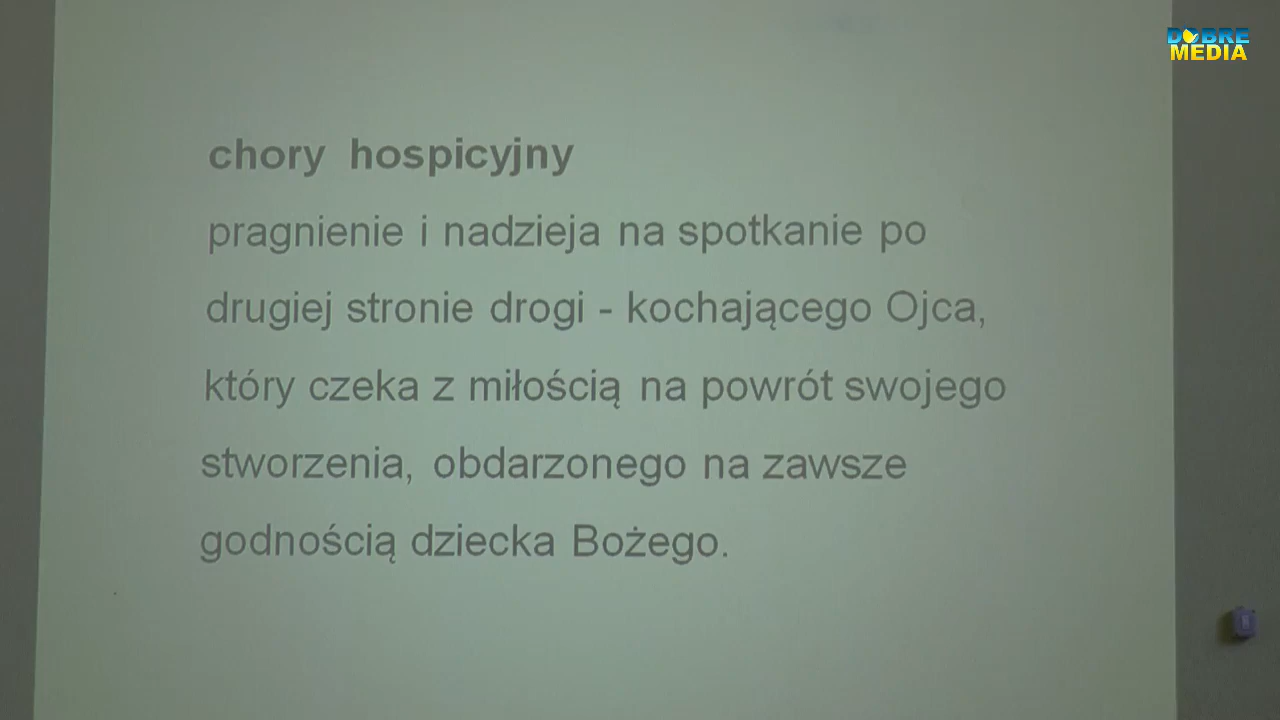 DOBRE
MEDIA
chory hospicyjny
pragnienie i nadzieja na spotkanie po
drugiej stronie drogi - kochającego Ojca,
który czeka z miłością na powrót swojego
stworzenia, obdarzonego na zawsze
godnością dziecka Bożego.